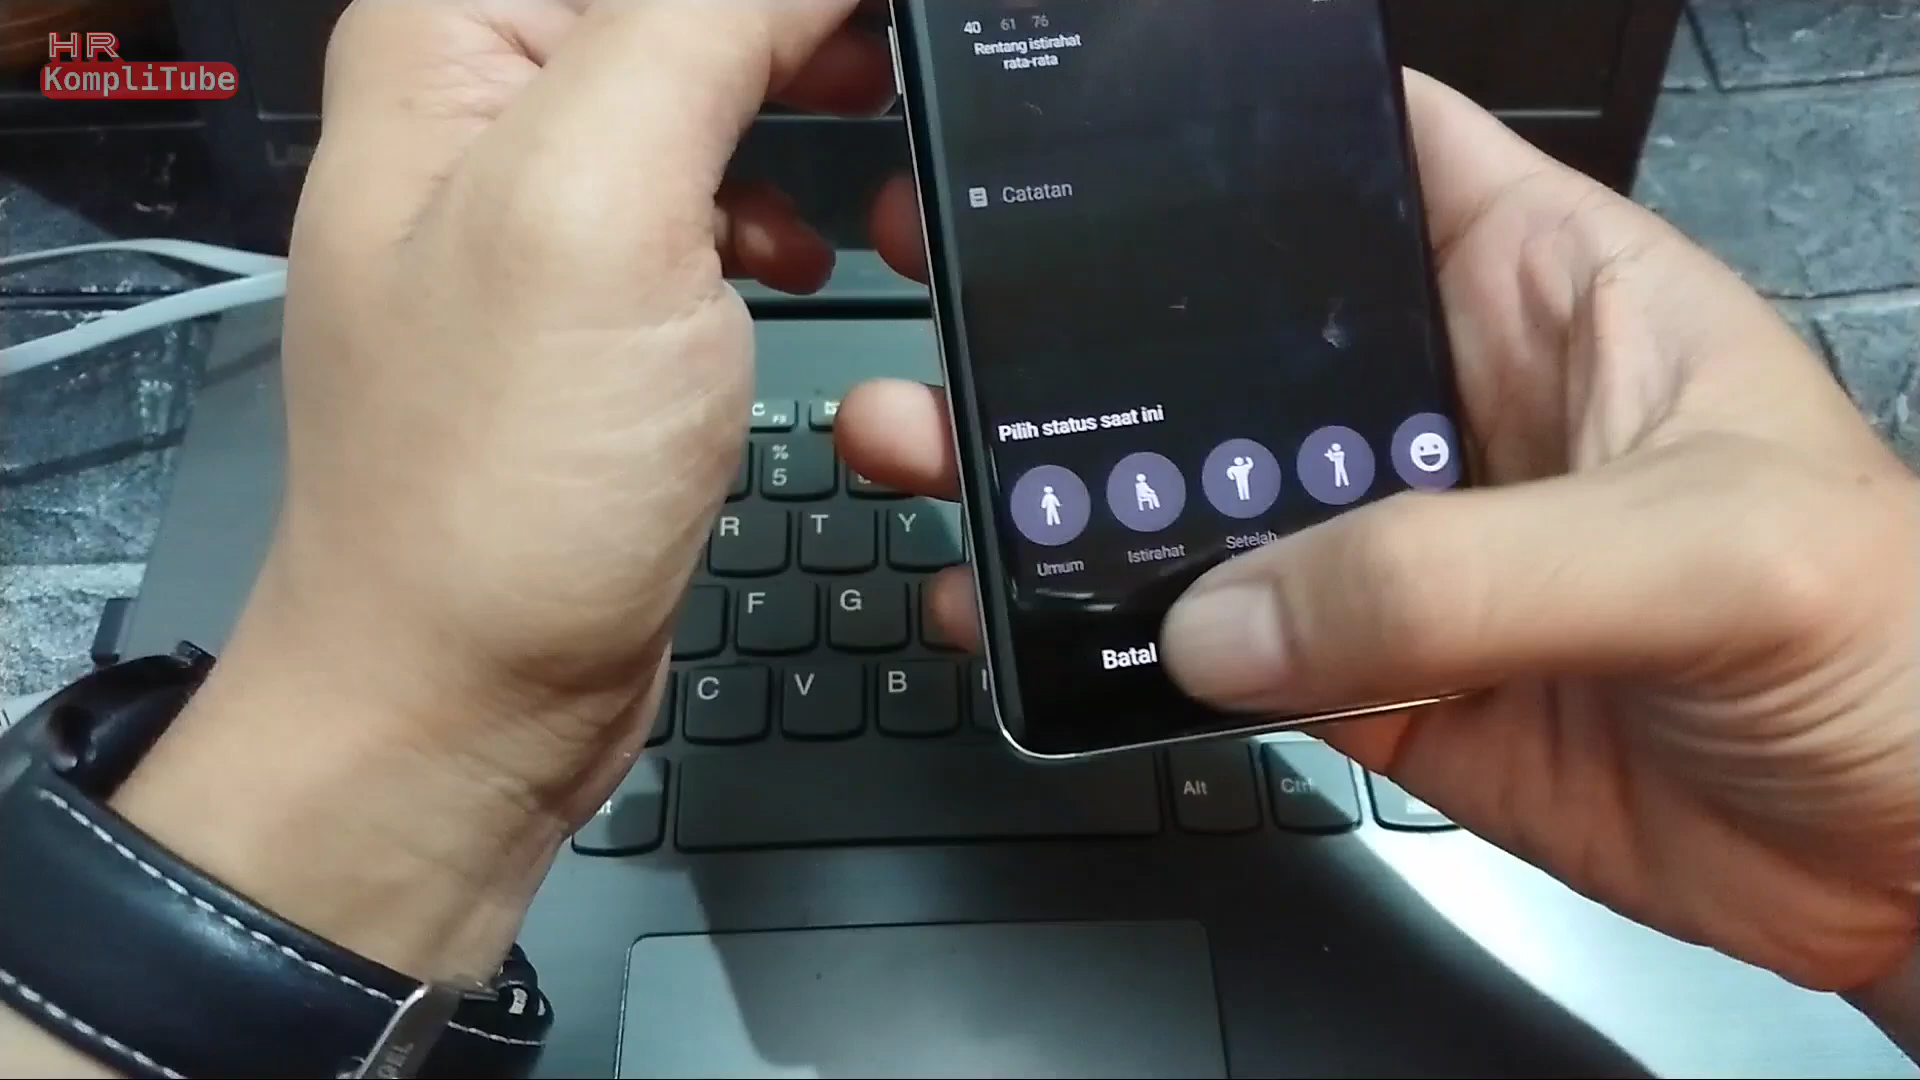 HR
KompliTube
40 61 76
Rentang istirahat
rata-rata
Catatan
Pilih status saat ini
Umum
Istirahat
Setelah
Batal
C
%
5
R
T
Y
F
G
C
V
B
Alt
Ctrl